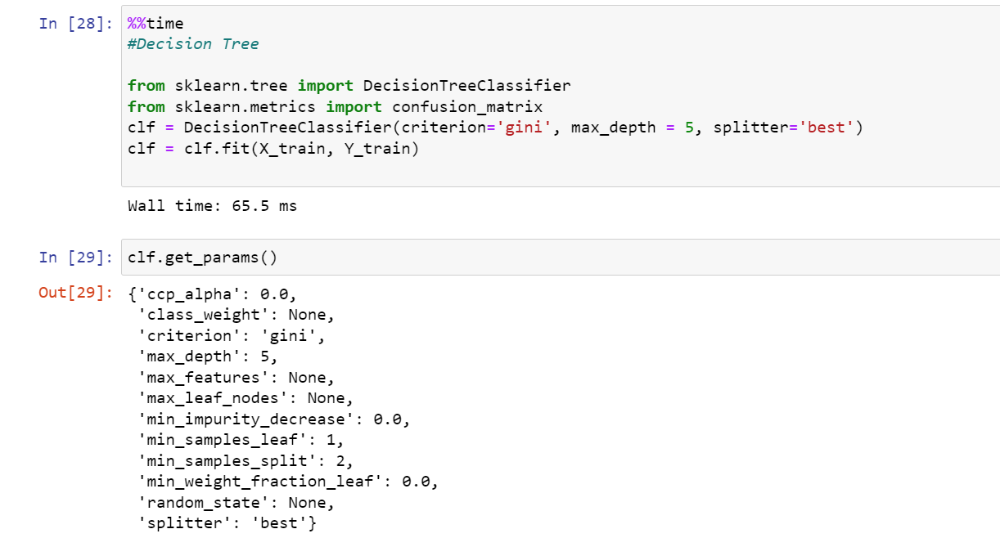 In [28]: %%time
#Decision Tree
from sklearn.tree import DecisionTreeClassifier
from sklearn.metrics import confusion_matrix
clf = DecisionTreeClassifier(criterion='gini', max_depth = 5, splitter='best')
clf = clf.fit(X_train, Y_train)
Wall time: 65.5 ms
In [29]: clf.get_params()
Out[29]: {'ccp_alpha': 0.0,
'class_weight': None,
'criterion': 'gini',
'max_depth': 5,
'max_features': None,
'max_leaf_nodes': None,
'min_impurity_decrease': 0.0,
'min_samples_leaf': 1,
'min_samples_split': 2,
'min_weight_fraction_leaf': 0.0,
'random_state': None,
'splitter': 'best'}